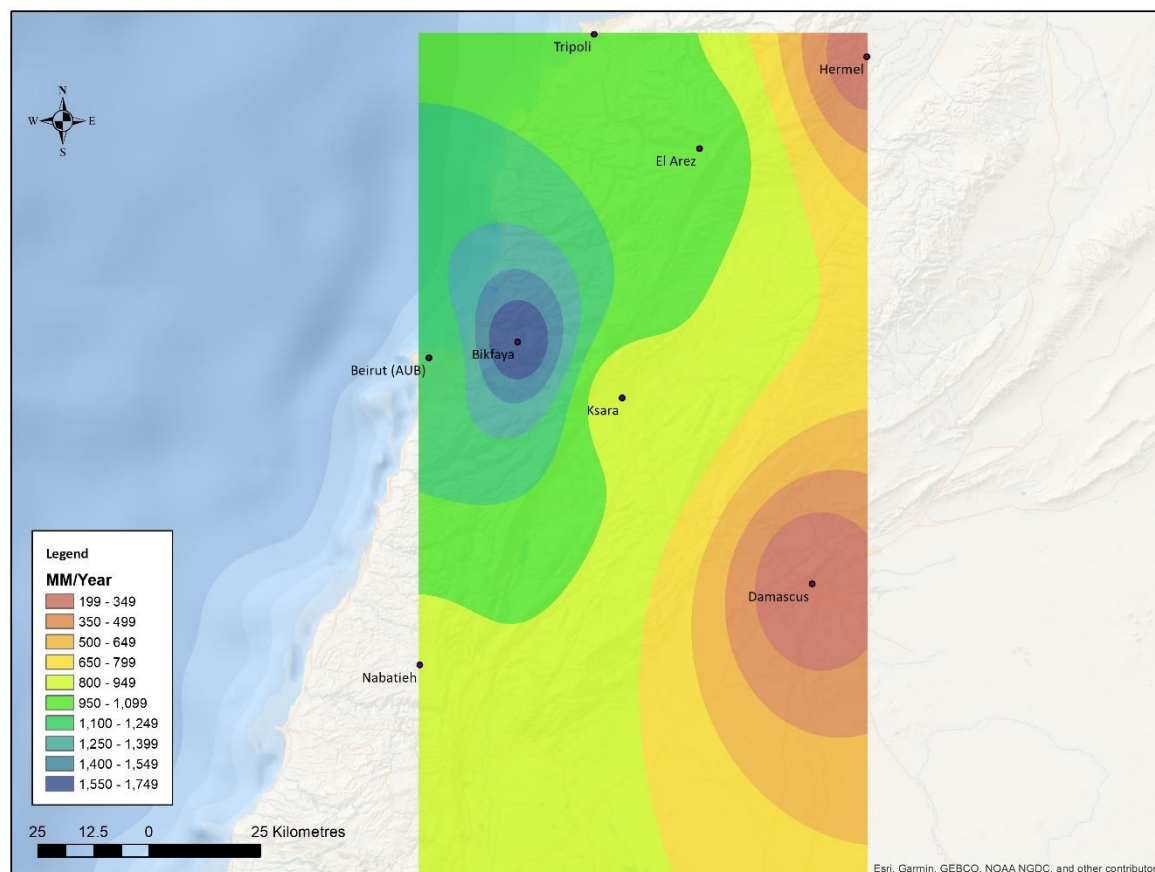 Tripoli
Hermel
N
W E
S
El Arez
Bikfaya
Beirut (AUB)
Ksara
Damascus
Nabatieh
Legend
MM/Year
199 - 349
350 - 499
500 - 649
650 - 799
800 - 949
950 - 1,099
1,100 - 1,249
1,250 - 1,399
1,400 - 1,549
1,550 - 1,749
25 12.5 0 25 Kilometres
Esri, Garmin, GEBCO, NOAA NGDC, and other contributor